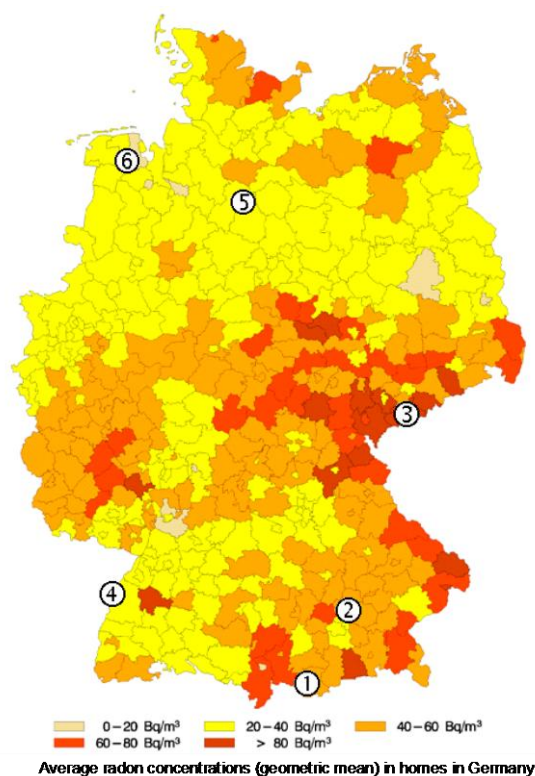 6
5
3
4
2
1
0–20 Bq/m³ 20–40 Bq/m³ 40–60 Bq/m³
60–80 Bq/m³ > 80 Bq/m³
Average radon concentrations (geometric mean) in homes in Germany